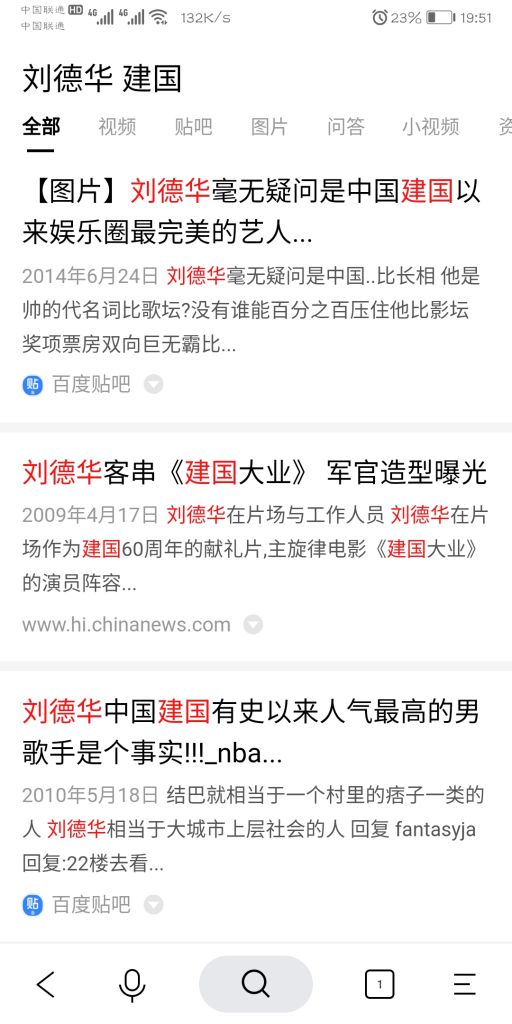 中国联通 HD 4G 4G 132K/s 23% 19:51
中国联通
刘德华 建国
全部 视频 贴吧 图片 问答 小视频 资
【图片】刘德华毫无疑问是中国建国以
来娱乐圈最完美的艺人...
2014年6月24日 刘德华毫无疑问是中国..比长相 他是
帅的代名词比歌坛?没有谁能百分之百压住他比影坛
奖项票房双向巨无霸比...
贴 百度贴吧
刘德华客串《建国大业》 军官造型曝光
2009年4月17日 刘德华在片场与工作人员 刘德华在片
场作为建国60周年的献礼片,主旋律电影《建国大业》
的演员阵容...
www.hi.chinanews.com
刘德华中国建国有史以来人气最高的男
歌手是个事实!!!_nba...
2010年5月18日 结巴就相当于一个村里的痞子一类的
人 刘德华相当于大城市上层社会的人 回复 fantasyja
回复:22楼去看...
贴 百度贴吧
1